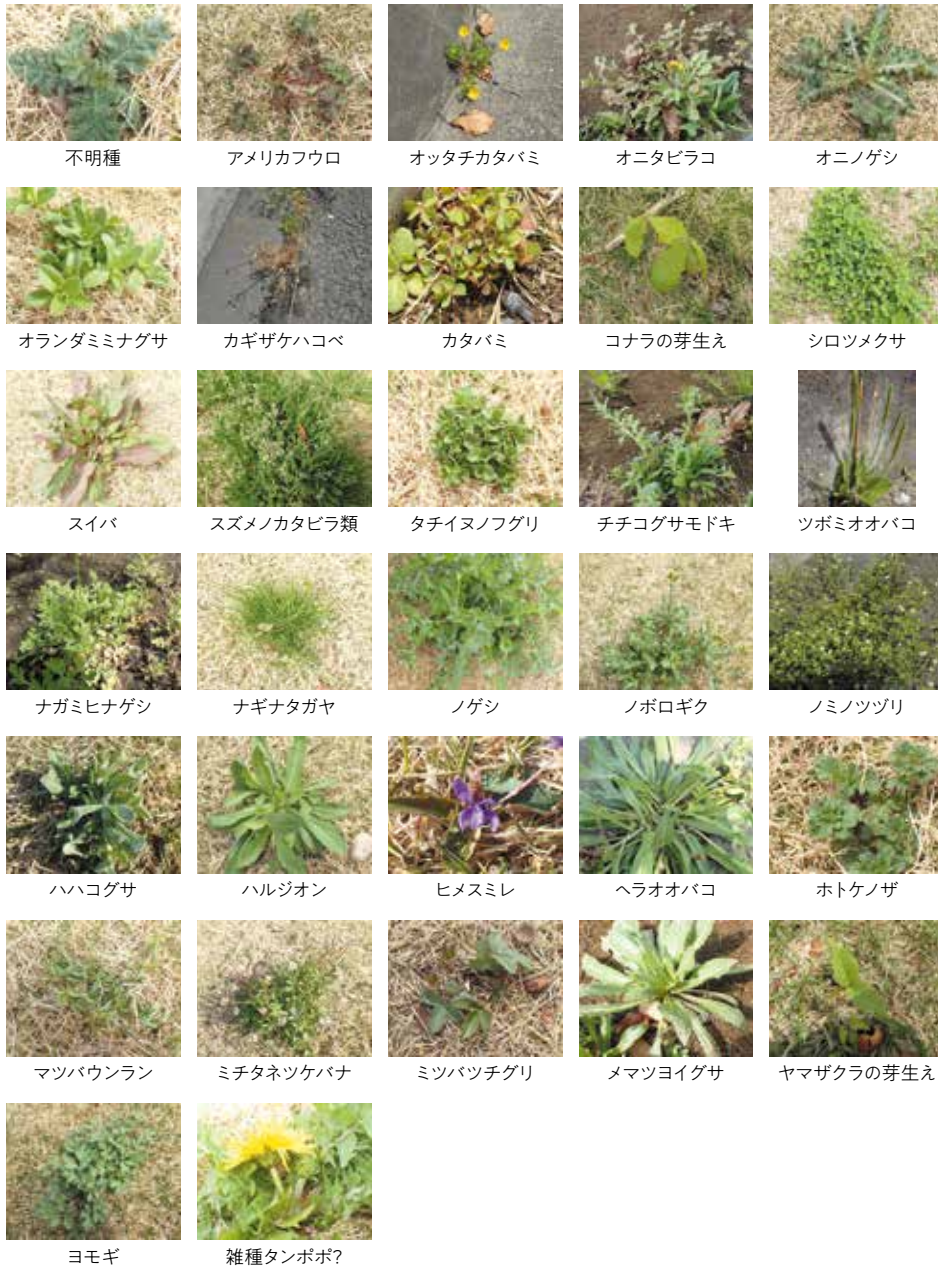 不明種
アメリカフウロ
オッタチカタバミ
オニタビラコ
オニノゲシ
オランダミミナグサ
カギザケハコベ
カタバミ
コナラの芽生え
シロツメクサ
スイバ
スズメノカタビラ類
タチイヌノフグリ
チチコグサモドキ
ツボミオオバコ
ナガミヒナゲシ
ナギナタガヤ
ノゲシ
ノボロギク
ノミノツヅリ
ハハコグサ
ハルジオン
ヒメスミレ
ヘラオオバコ
ホトケノザ
マツバウンラン
ミチタネツケバナ
ミツバツチグリ
メマツヨイグサ
ヤマザクラの芽生え
ヨモギ
雑種タンポポ?